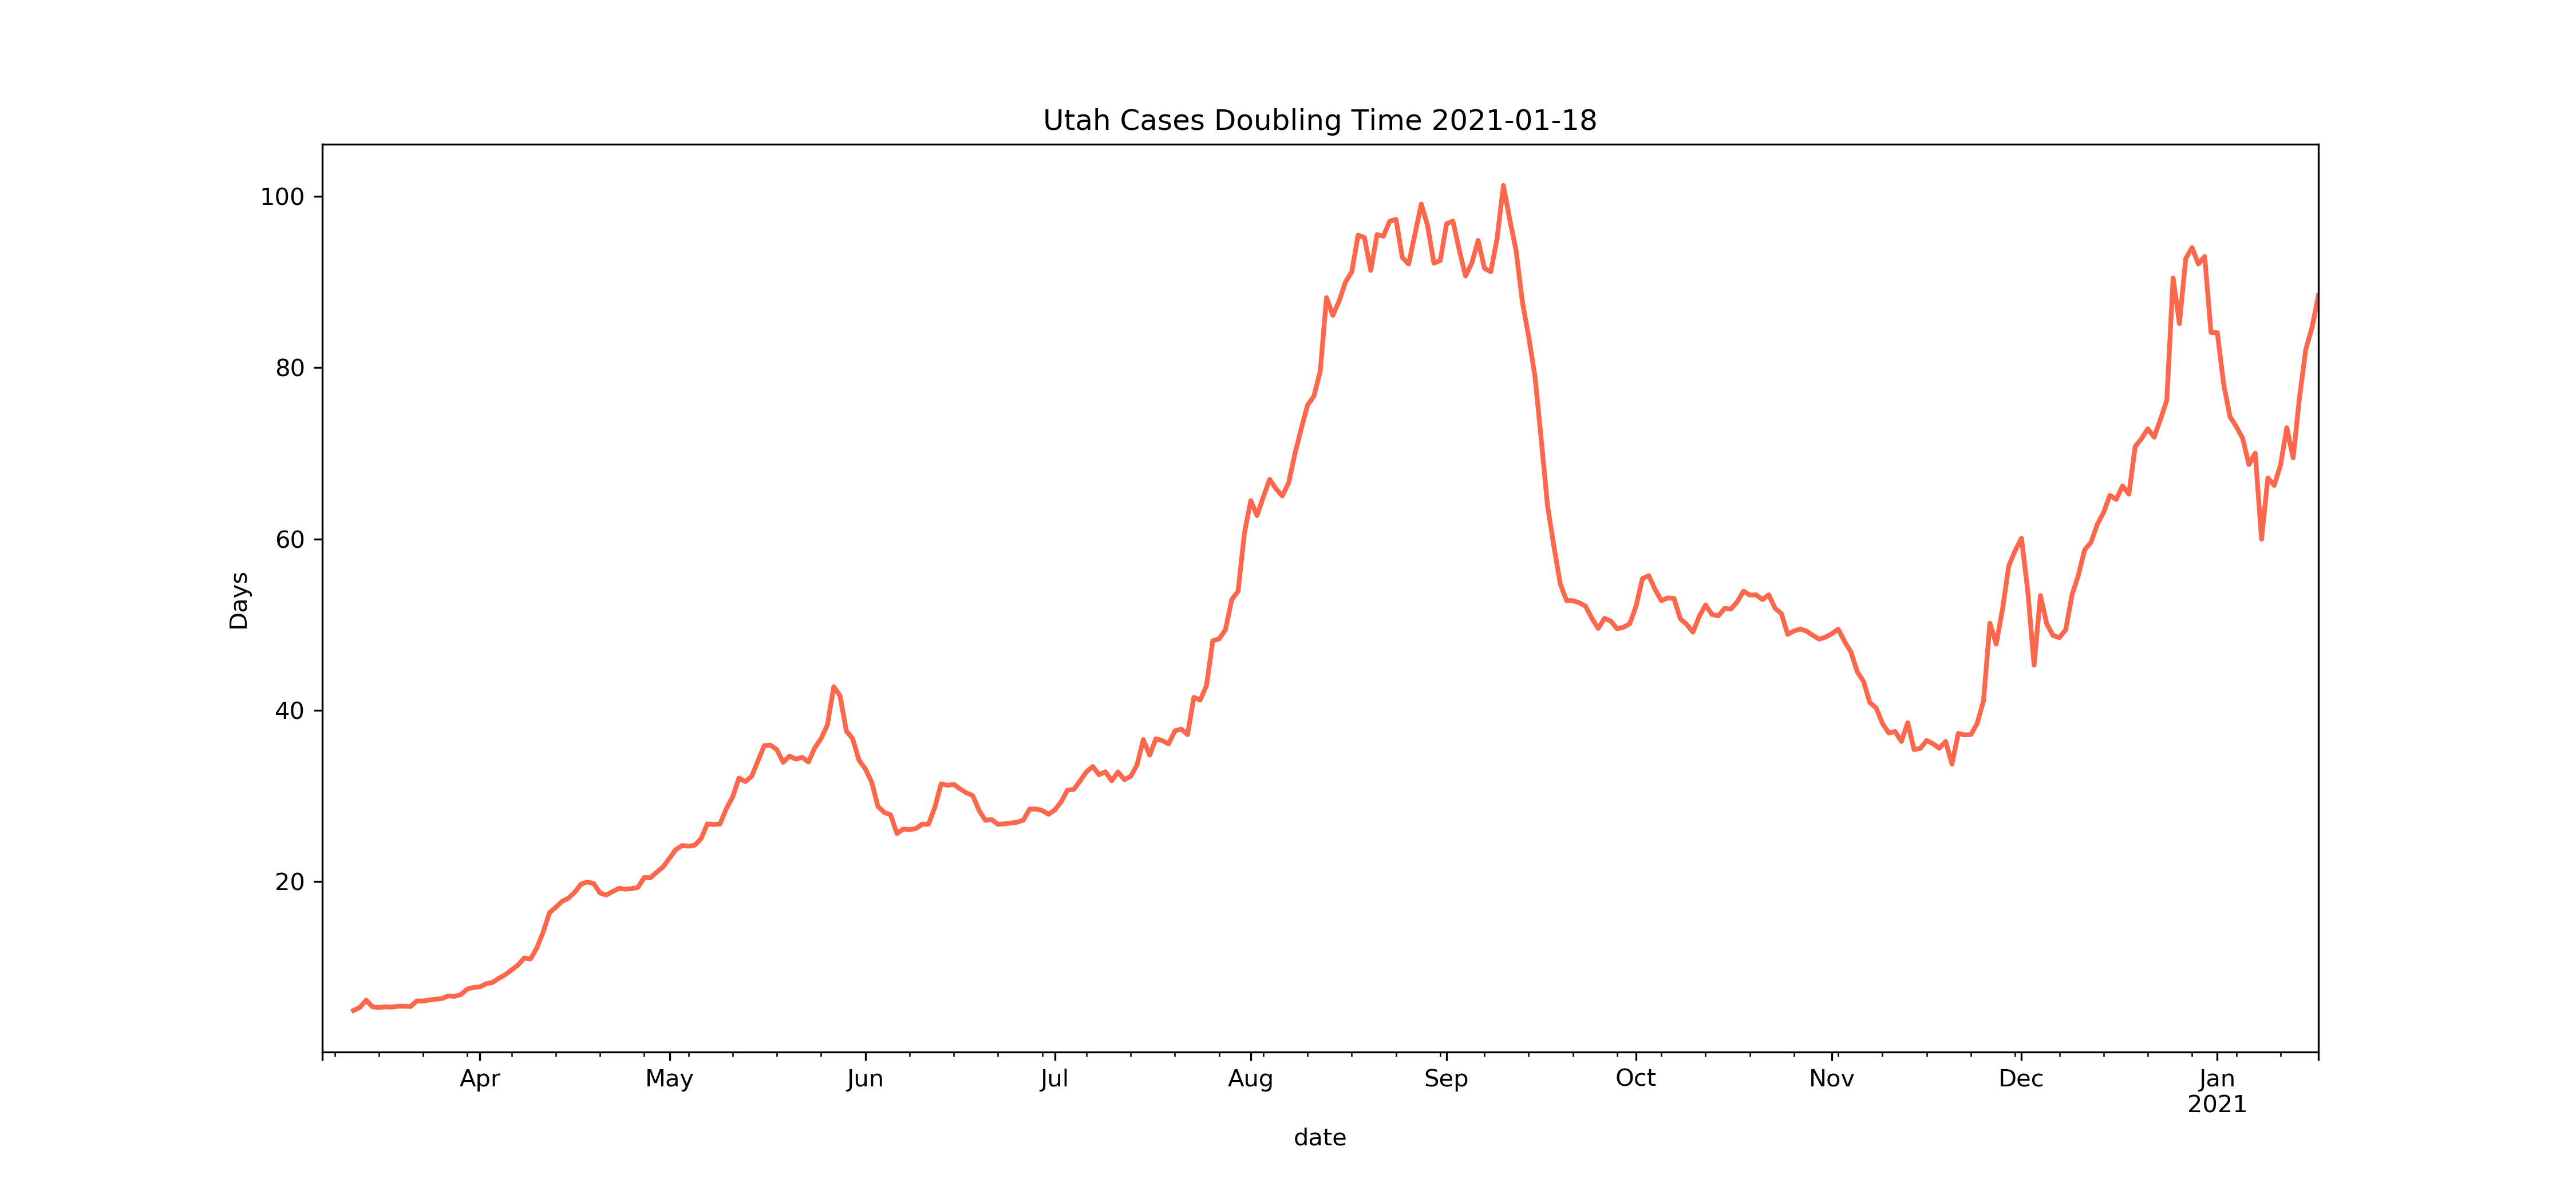 Utah Cases Doubling Time 2021-01-18
100
80
60
40
20
Days
Apr May Jun Jul Aug Sep Oct Nov Dec Jan
2021
date